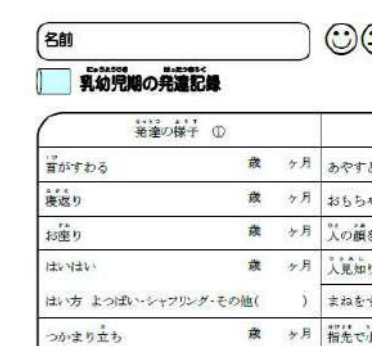 名前
乳幼児期の発達記録
発達の様子 ①
首がすわる 歳 ヶ月 あやすと
寝返り 歳 ヶ月 おもちゃ
お座り 歳 ヶ月 人の顔を
はいはい 歳 ヶ月 人見知り
はい方 よつばい・シャフリング・その他( ) まねをす
つかまり立ち 歳 ヶ月 指先で小